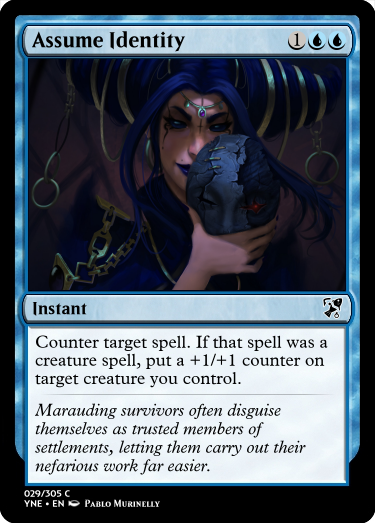 Assume Identity 1
Instant
Counter target spell. If that spell was a
creature spell, put a +1/+1 counter on
target creature you control.
Marauding survivors often disguise
themselves as trusted members of
settlements, letting them carry out their
nefarious work far easier.
029/305 C
YNE • EN Pablo Murinelly